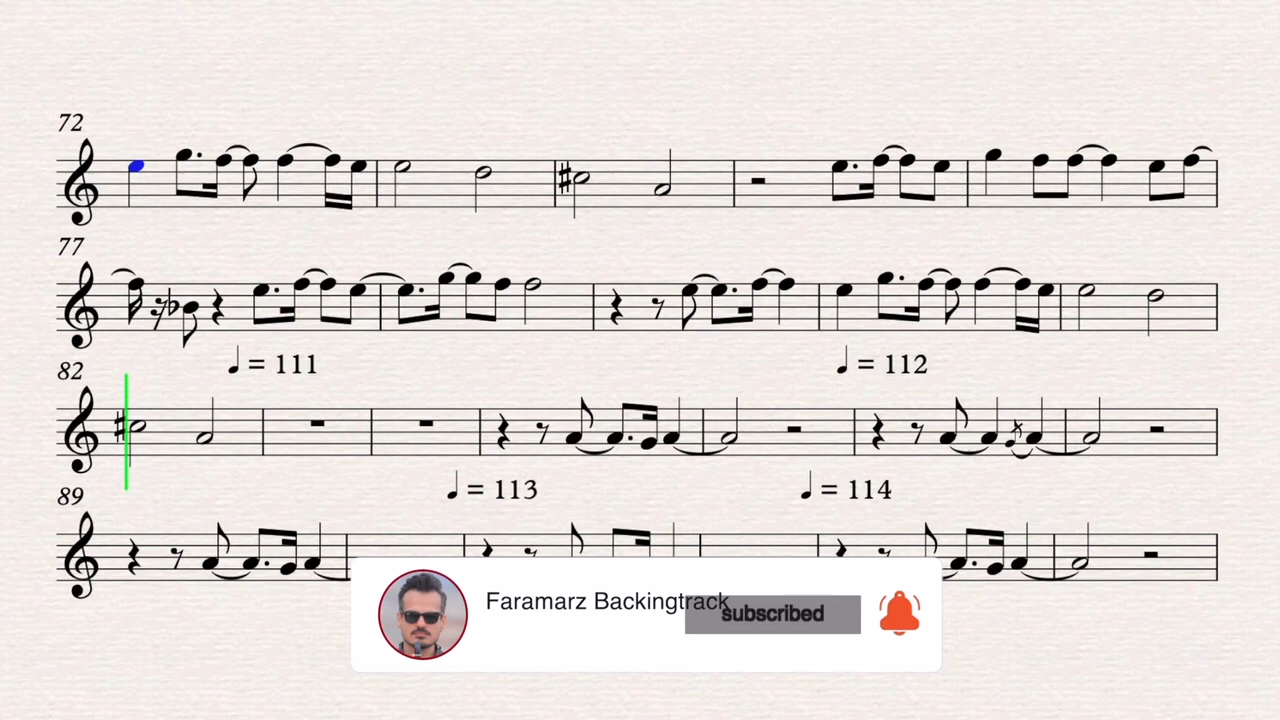 72
77
♩ = 111 ♩ = 112
82
♩ = 113 ♩ = 114
89
Faramarz Backingtrack
subscribed